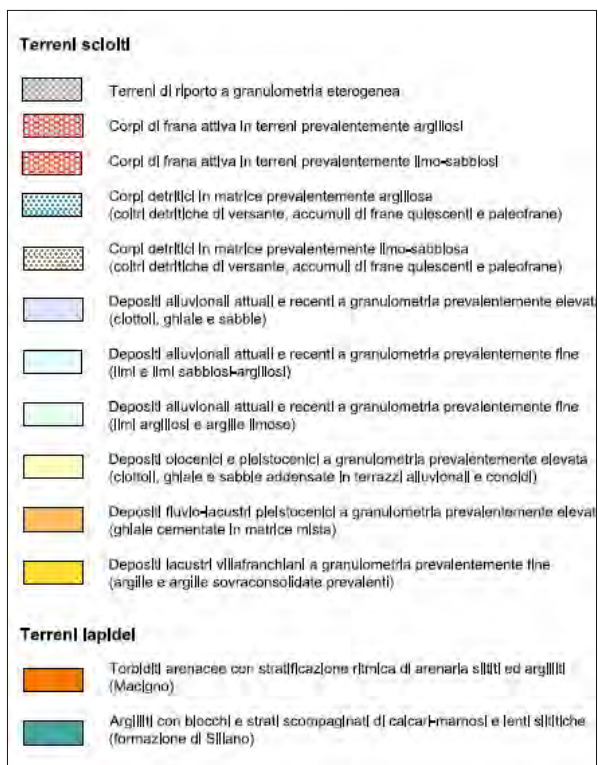 Terreni sciolti
Terreni di riporto a granulometria eterogenea
Corpi di frana attiva in terreni prevalentemente argillosi
Corpi di frana attiva in terreni prevalentemente limo-sabbiosi
Corpi detritici in matrice prevalentemente argillosa
(coltri detritiche di versante, accumuli di frane quiescenti e paleofrane)
Corpi detritici in matrice prevalentemente limo-sabbiosa
(coltri detritiche di versante, accumuli di frane quiescenti e paleofrane)
Depositi alluvionali attuali e recenti a granulometria prevalentemente elevat
(ciottoli, ghiaie e sabbie)
Depositi alluvionali attuali e recenti a granulometria prevalentemente fine
(limi e limi sabbiosi-argillosi)
Depositi alluvionali attuali e recenti a granulometria prevalentemente fine
(limi argillosi e argille limose)
Depositi olocenici e pleistocenici a granulometria prevalentemente elevata
(ciottoli, ghiaie e sabbie addensate in terrazzi alluvionali e conoidi)
Depositi fluvio-lacustri pleistocenici a granulometria prevalentemente elevat
(ghiaie cementate in matrice mista)
Depositi lacustri villafranchiani a granulometria prevalentemente fine
(argille e argille sovraconsolidate prevalenti)
Terreni lapidei
Torbiditi arenacee con stratificazione ritmica di arenaria siltiti ed argilliti
(Macigno)
Argilliti con blocchi e strati scompaginati di calcari-marnosi e lenti siltitiche
(formazione di Sillano)